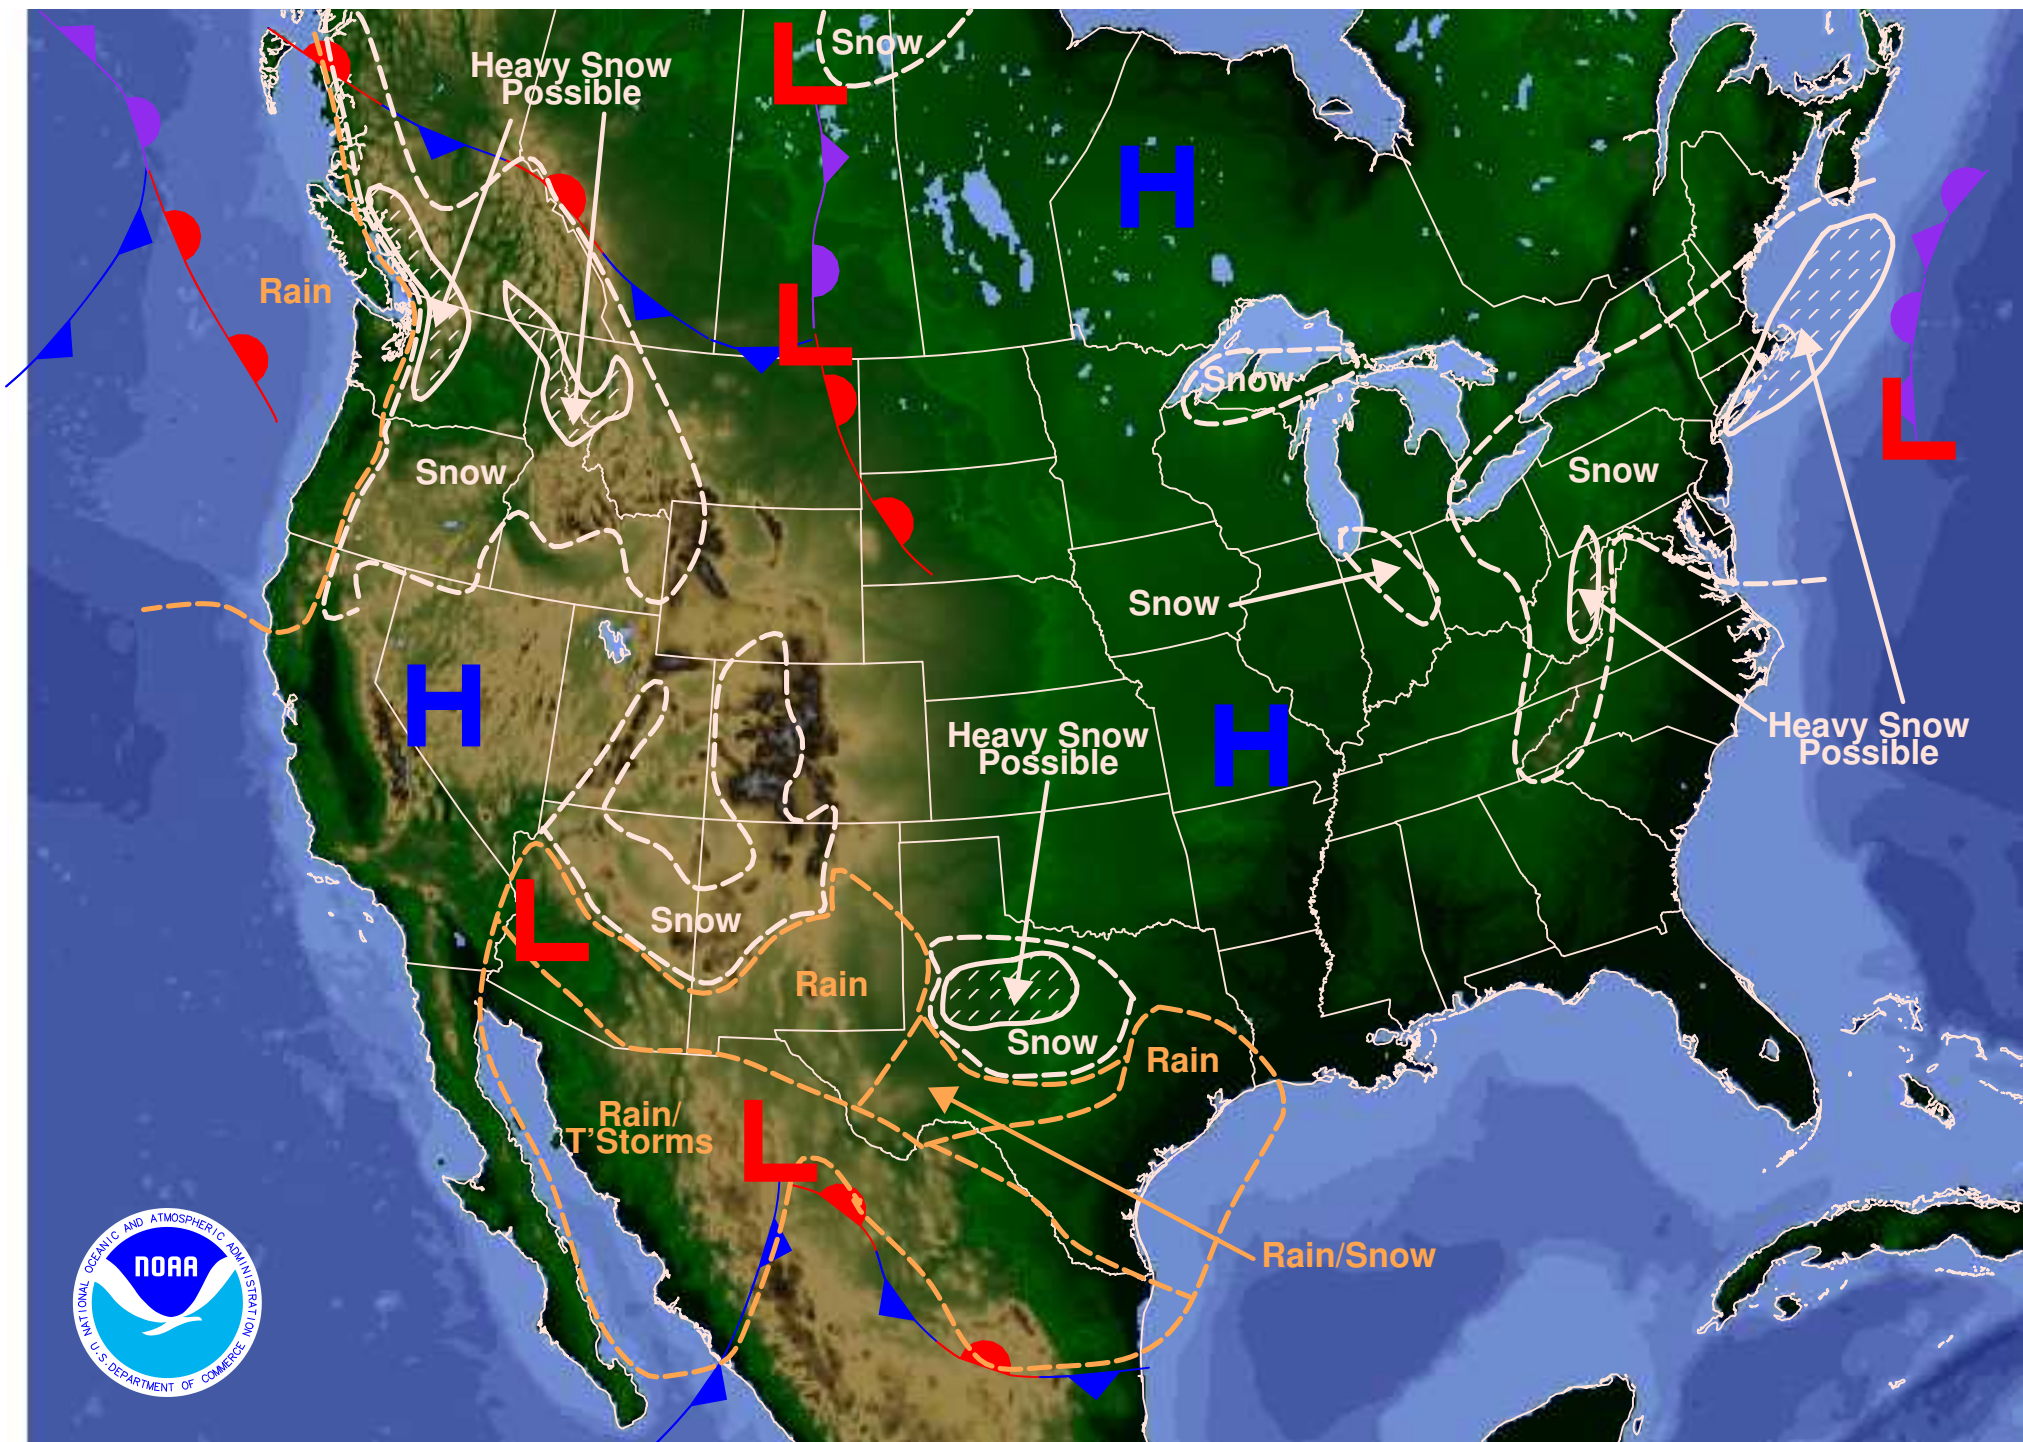 Snow
Heavy Snow
Possible
L
H
Rain
L
Snow
L
Snow
Snow
Snow
H
H
Heavy Snow
Possible
Heavy Snow
Possible
L
Snow
Rain
Snow
Rain
Rain/
T'Storms
L
Rain/Snow
NATIONAL OCEANIC AND ATMOSPHERIC ADMINISTRATION
NOAA
U.S. DEPARTMENT OF COMMERCE